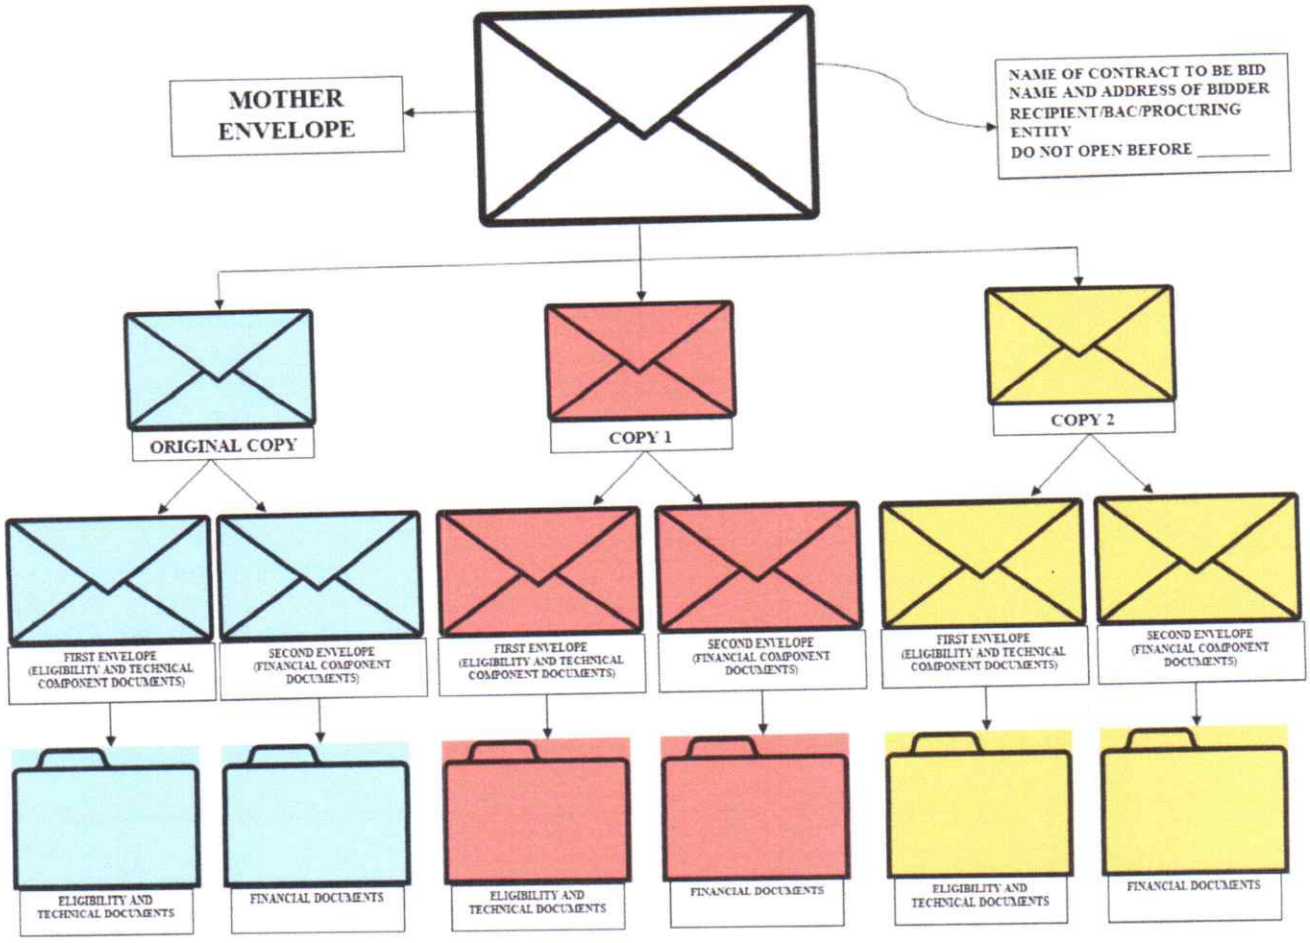 MOTHER
ENVELOPE
NAME OF CONTRACT TO BE BID
NAME AND ADDRESS OF BIDDER
RECIPIENT/BAC/PROCURING
ENTITY
DO NOT OPEN BEFORE __________
ORIGINAL COPY
COPY 1
COPY 2
FIRST ENVELOPE
(ELIGIBILITY AND TECHNICAL
COMPONENT DOCUMENTS)
SECOND ENVELOPE
(FINANCIAL COMPONENT
DOCUMENTS)
FIRST ENVELOPE
(ELIGIBILITY AND TECHNICAL
COMPONENT DOCUMENTS)
SECOND ENVELOPE
(FINANCIAL COMPONENT
DOCUMENTS)
FIRST ENVELOPE
(ELIGIBILITY AND TECHNICAL
COMPONENT DOCUMENTS)
SECOND ENVELOPE
(FINANCIAL COMPONENT
DOCUMENTS)
ELIGIBILITY AND
TECHNICAL DOCUMENTS
FINANCIAL DOCUMENTS
ELIGIBILITY AND
TECHNICAL DOCUMENTS
FINANCIAL DOCUMENTS
ELIGIBILITY AND
TECHNICAL DOCUMENTS
FINANCIAL DOCUMENTS